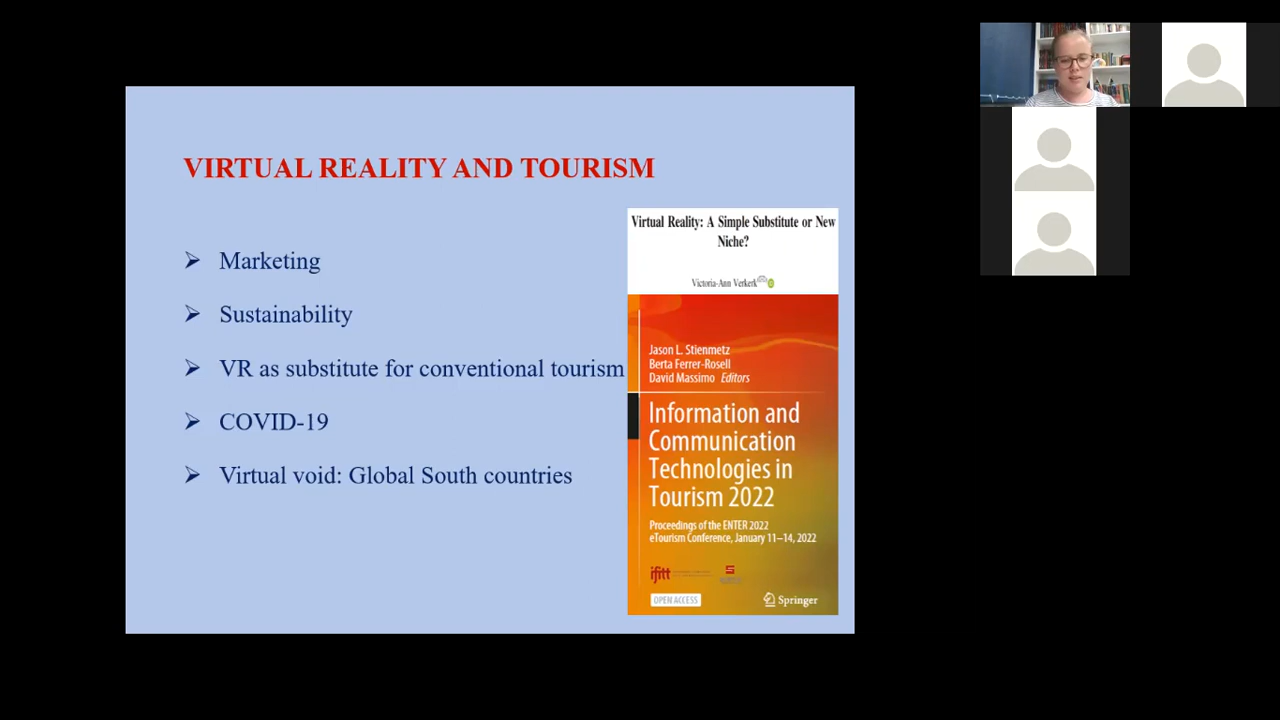 VIRTUAL REALITY AND TOURISM
Marketing
Sustainability
VR as substitute for conventional tourism
COVID-19
Virtual void: Global South countries
Virtual Reality: A Simple Substitute or New
Niche?
Victoria-Ann Verkerk
Jason L. Stienmetz
Berta Ferrer-Rosell
David Massimo Editors
Information and
Communication
Technologies in
Tourism 2022
Proceedings of the ENTER 2022
eTourism Conference, January 11–14, 2022
ifitt
OPEN ACCESS
Springer